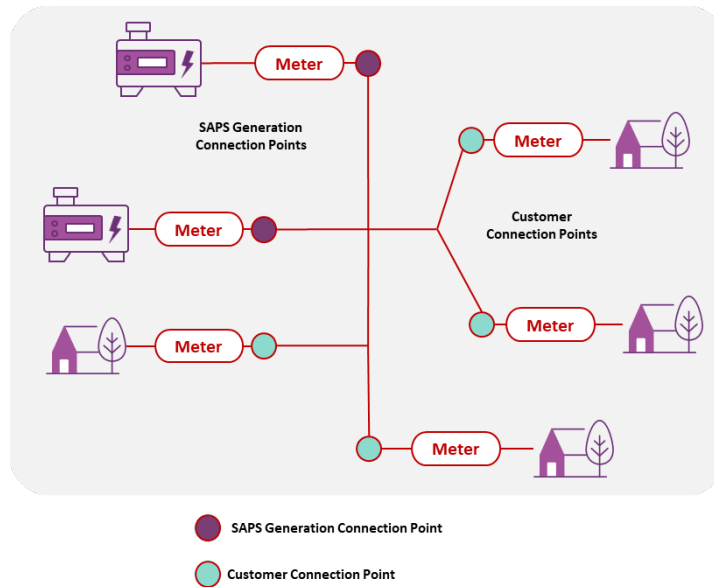 Meter
SAPS Generation
Connection Points
Meter
Meter
Customer
Connection Points
Meter
Meter
Meter
SAPS Generation Connection Point
Customer Connection Point